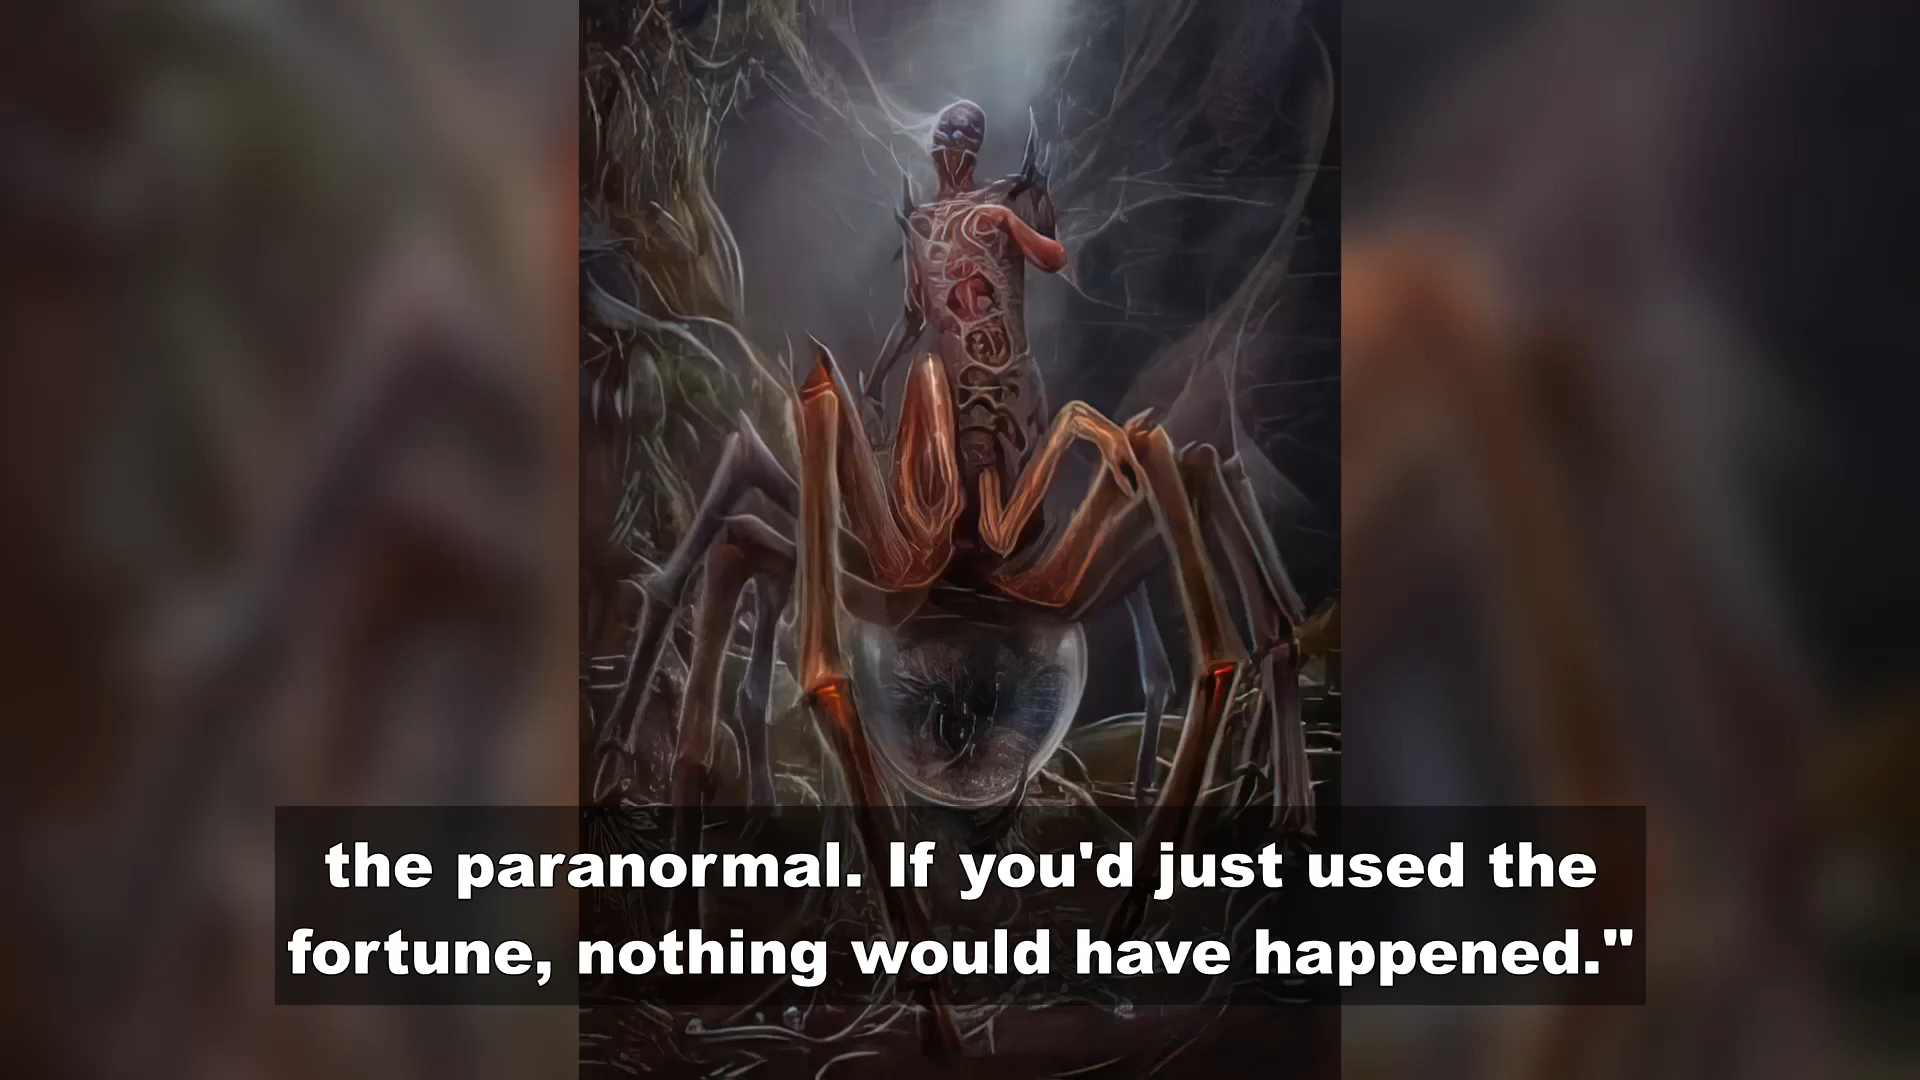 the paranormal. If you'd just used the
fortune, nothing would have happened."